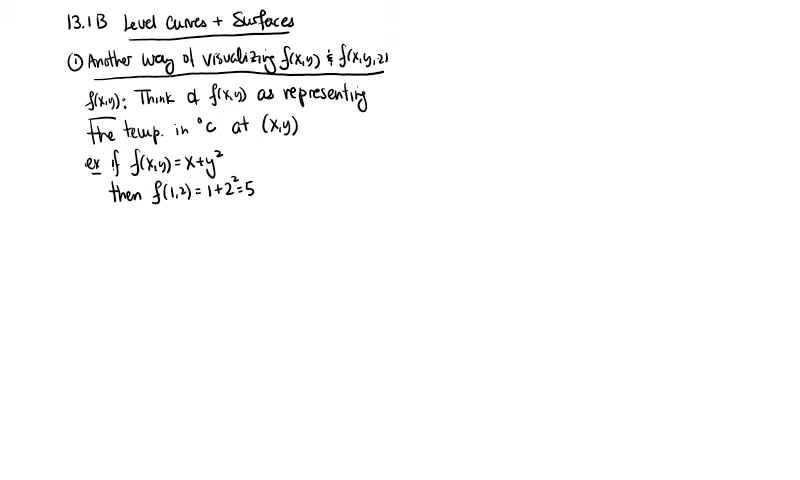 13.1B Level Curves + Surfaces
① Another way of visualizing f(x,y) & f(x,y,z)
f(x,y): Think of f(x,y) as representing
the temp. in °C at (x,y)
ex if f(x,y) = x+y²
then f(1,2) = 1+2²=5